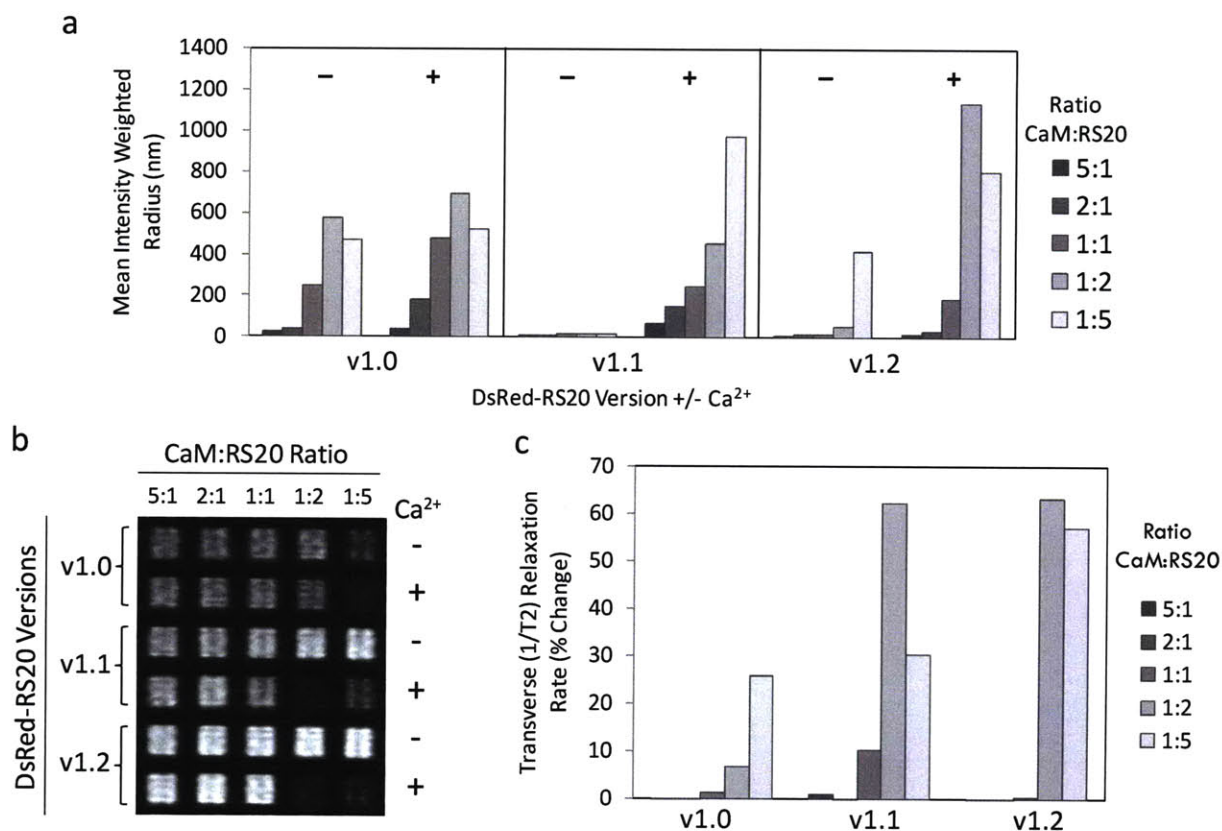 a
1400
1200
1000
800
600
400
200
0
Mean Intensity Weighted
Radius (nm)
− + − + − +
v1.0 v1.1 v1.2
DsRed-RS20 Version +/- Ca²⁺
Ratio
CaM:RS20
5:1
2:1
1:1
1:2
1:5
b
CaM:RS20 Ratio
5:1 2:1 1:1 1:2 1:5 Ca²⁺
DsRed-RS20 Versions
v1.0
-
+
v1.1
-
+
v1.2
-
+
c
70
60
50
40
30
20
10
0
Transverse (1/T2) Relaxation
Rate (% Change)
v1.0 v1.1 v1.2
Ratio
CaM:RS20
5:1
2:1
1:1
1:2
1:5